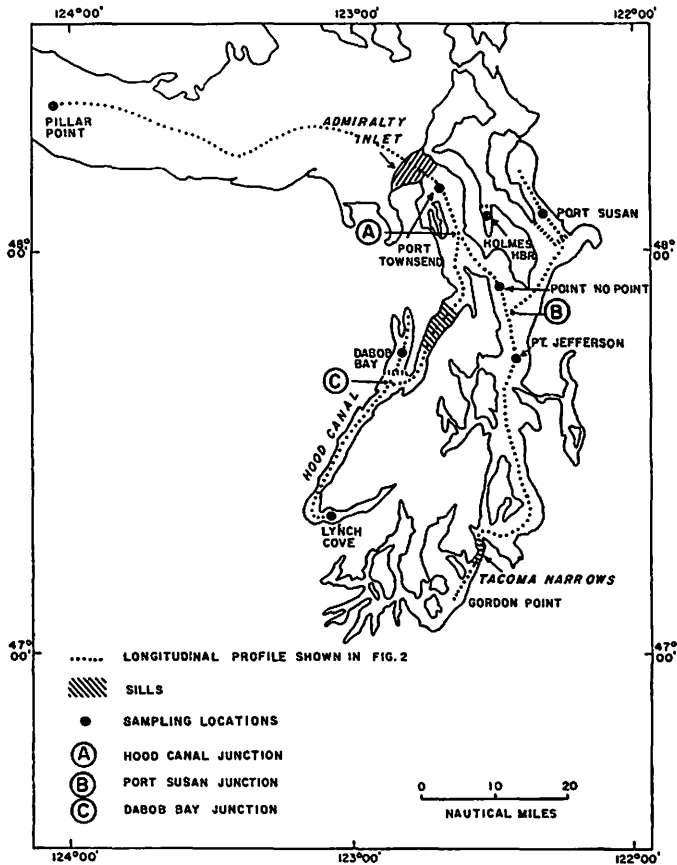 124°00'
123°00'
122°00'
PILLAR
POINT
ADMIRALTY
INLET
A
PORT
TOWNSEND
HOLMES
HBR.
PORT SUSAN
48°
00'
48°
00'
POINT NO POINT
B
PT. JEFFERSON
DABOB
BAY
C
HOOD CANAL
LYNCH
COVE
TACOMA NARROWS
GORDON POINT
47°
00'
47°
00'
LONGITUDINAL PROFILE SHOWN IN FIG. 2
SILLS
SAMPLING LOCATIONS
A HOOD CANAL JUNCTION
B PORT SUSAN JUNCTION
C DABOB BAY JUNCTION
0 10 20
NAUTICAL MILES
124°00'
123°00'
122°00'